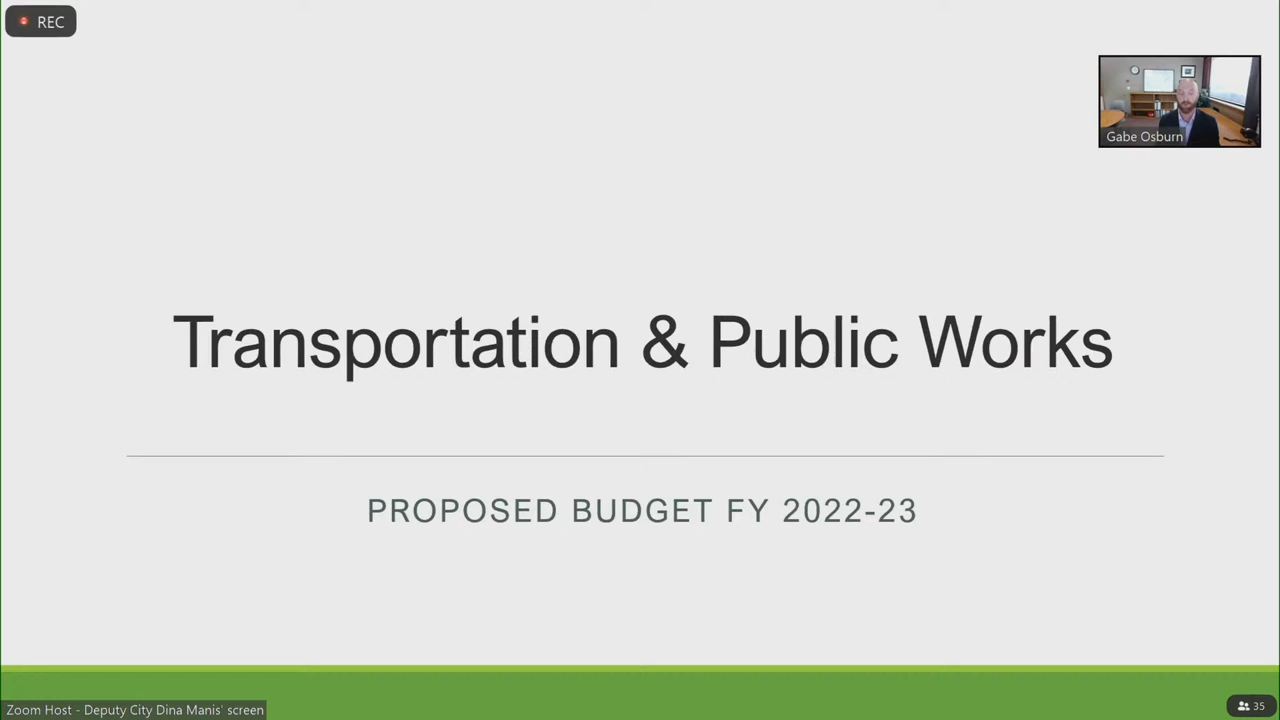 REC
Gabe Osburn
Transportation & Public Works
PROPOSED BUDGET FY 2022-23
Zoom Host - Deputy City Dina Manis' screen
35